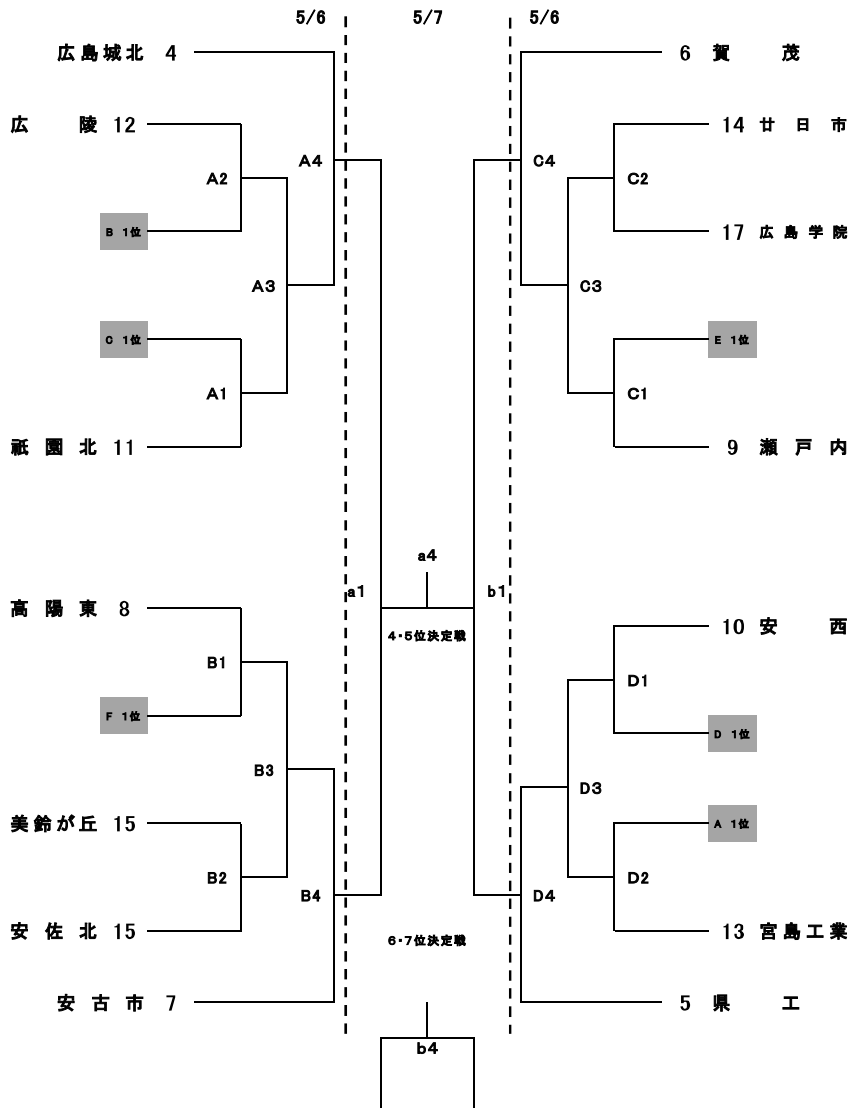 5/6 5/7 5/6
広島城北 4
6 賀茂
広陵 12
14 廿日市
A4
C4
A2
C2
B 1位
17 広島学院
A3
C3
C 1位
E 1位
A1
C1
祇園北 11
9 瀬戸内
a4
a1
b1
高陽東 8
10 安西
4・5位決定戦
B1
D1
F 1位
D 1位
B3
D3
美鈴が丘 15
A 1位
B2
D2
B4
D4
安佐北 15
13 宮島工業
6・7位決定戦
安古市 7
5 県工
b4